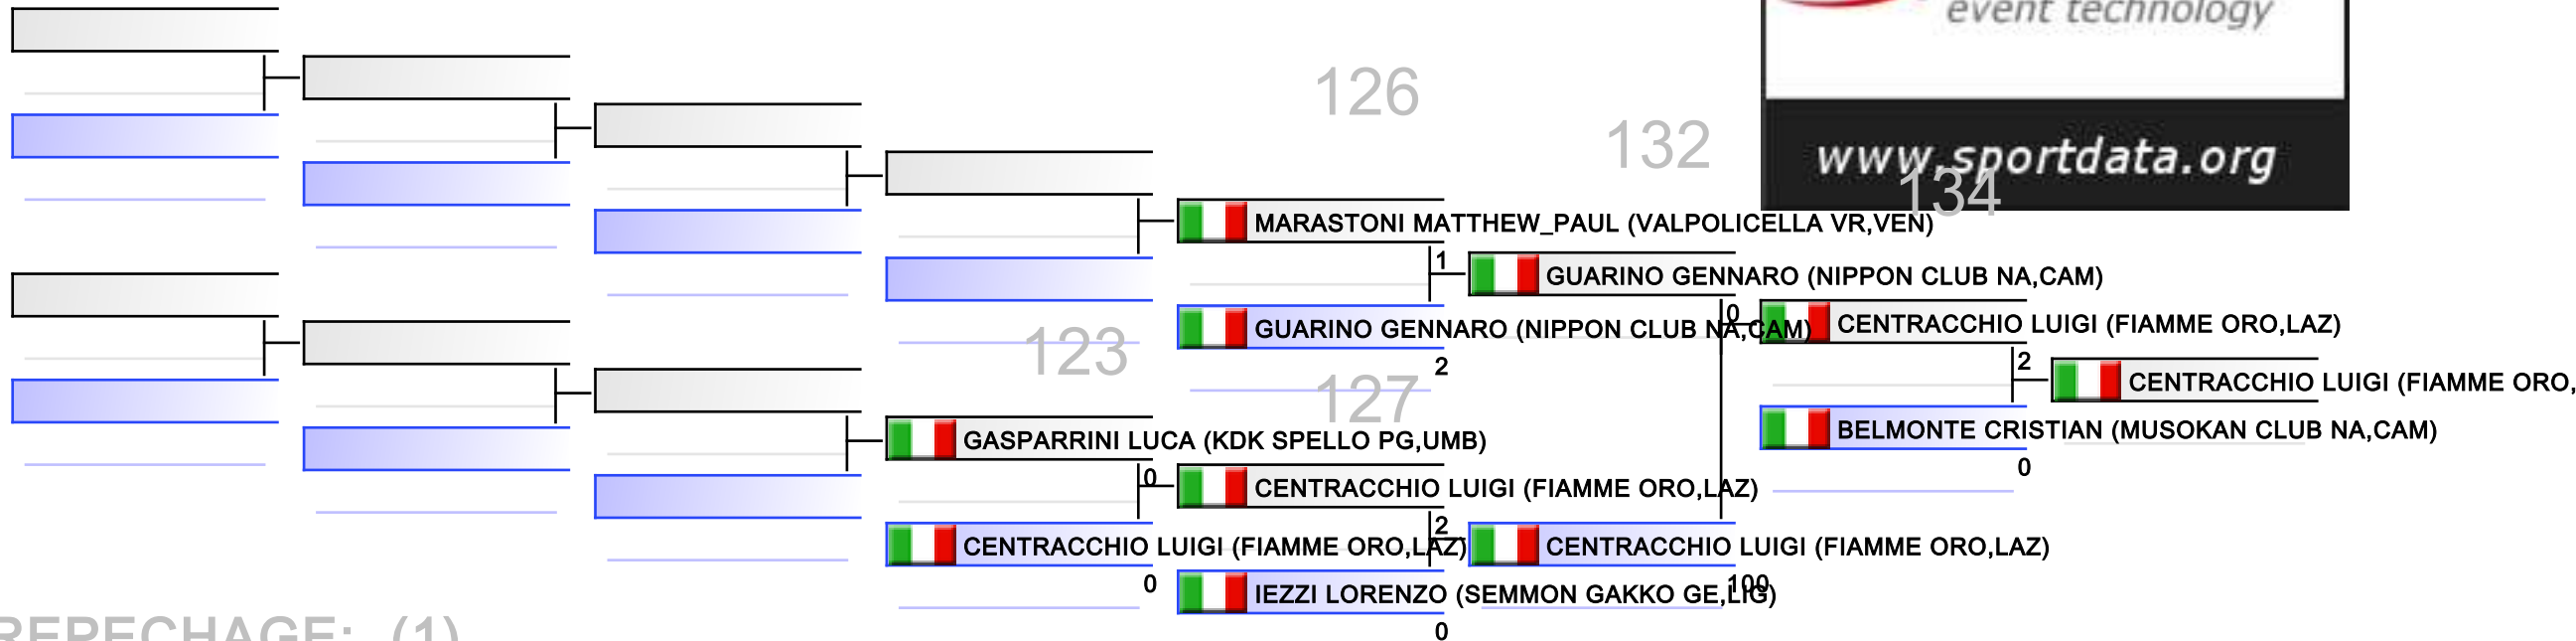 event technology
126
132
www.sportdata.org
134
MARASTONI MATTHEW_PAUL (VALPOLICELLA VR,VEN)
1
GUARINO GENNARO (NIPPON CLUB NA,CAM)
0
CENTRACCHIO LUIGI (FIAMME ORO,LAZ)
GUARINO GENNARO (NIPPON CLUB NA,CAM)
123
2
2
CENTRACCHIO LUIGI (FIAMME ORO,
127
BELMONTE CRISTIAN (MUSOKAN CLUB NA,CAM)
GASPARRINI LUCA (KDK SPELLO PG,UMB)
0
0
CENTRACCHIO LUIGI (FIAMME ORO,LAZ)
2
CENTRACCHIO LUIGI (FIAMME ORO,LAZ)
CENTRACCHIO LUIGI (FIAMME ORO,LAZ)
0
100
IEZZI LORENZO (SEMMON GAKKO GE,LIG)
0
REPECHAGE: (1)